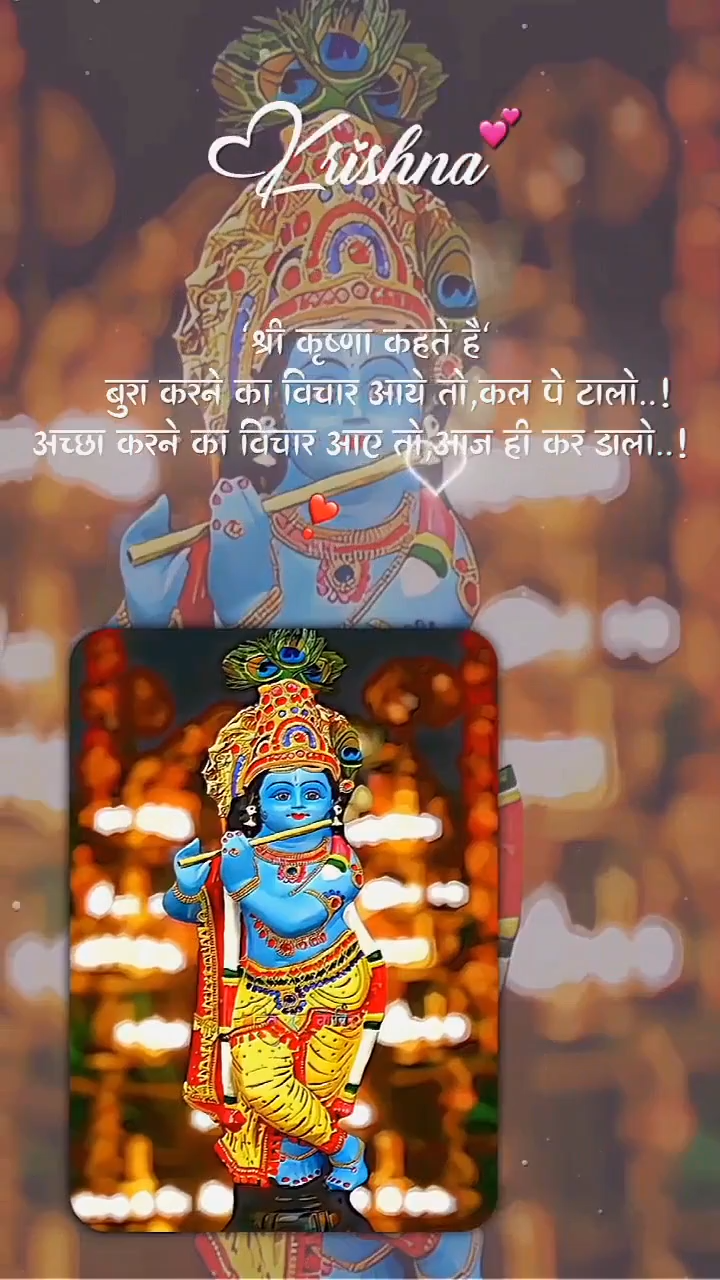 Krishna
‘श्री कृष्णा कहते है‘
बुरा करने का विचार आये तो,कल पे टालो..!
अच्छा करने का विचार आए तो,आज ही कर डालो..!